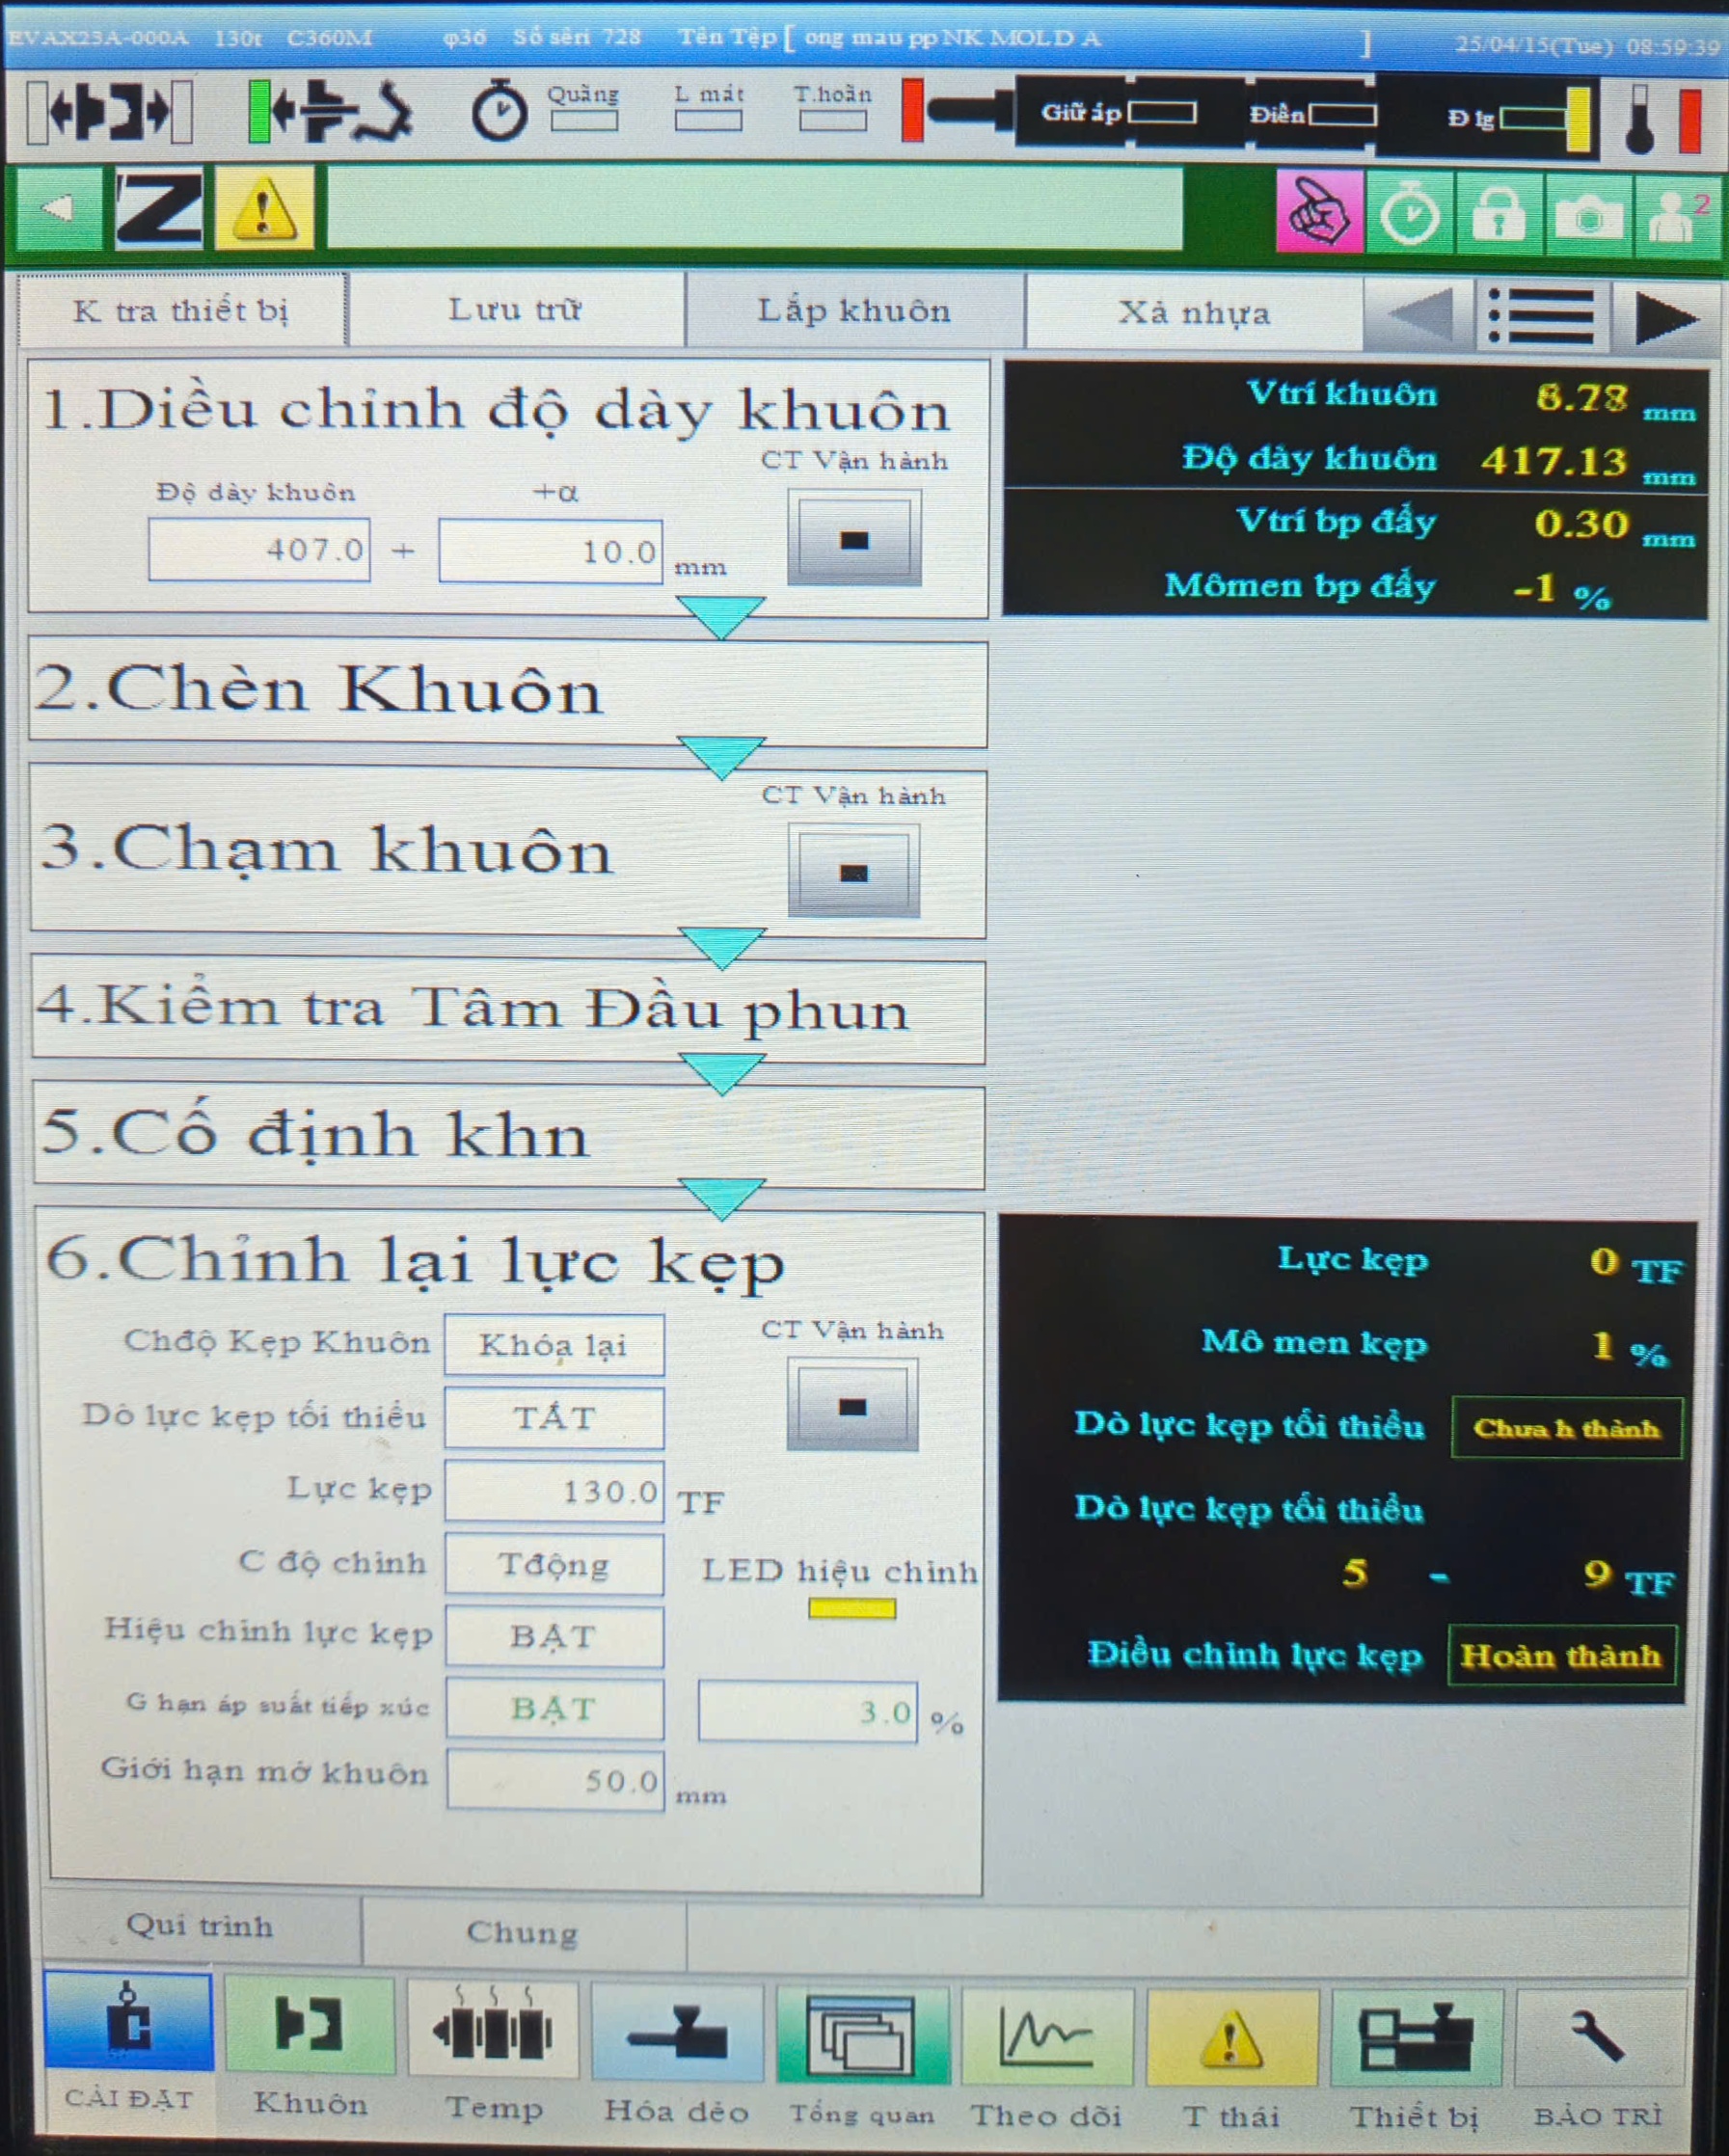 EVAX25A-000A 130t C360M φ36 Số sêri 728 Tên Tệp [ ong mau pp NK MOLD A ] 25/04/15(Tue) 08:59:39
Quãng L mát T.hoãn Giữ áp Điền Đ lg
2
K tra thiết bị Lưu trữ Lắp khuôn Xả nhựa
1.Diều chỉnh độ dày khuôn
CT Vận hành
Độ dày khuôn +α
407.0 + 10.0 mm
Vtrí khuôn 8.78 mm
Độ dày khuôn 417.13 mm
Vtrí bp đẩy 0.30 mm
Mômen bp đẩy -1 %
2.Chèn Khuôn
3.Chạm khuôn
CT Vận hành
4.Kiểm tra Tâm Đầu phun
5.Cố định khn
6.Chỉnh lại lực kẹp
Chđộ Kẹp Khuôn Khóa lại
CT Vận hành
Dò lực kẹp tối thiểu TẮT
Lực kẹp 130.0 TF
C độ chỉnh Tđộng
LED hiệu chỉnh
Hiệu chỉnh lực kẹp BẬT
G hạn áp suất tiếp xúc BẬT 3.0 %
Giới hạn mở khuôn 50.0 mm
Lực kẹp 0 TF
Mô men kẹp 1 %
Dò lực kẹp tối thiểu Chưa h thành
Dò lực kẹp tối thiểu
5 - 9 TF
Điều chỉnh lực kẹp Hoàn thành
Qui trình Chung
CÀI ĐẶT Khuôn Temp Hóa dẻo Tổng quan Theo dõi T thái Thiết bị BẢO TRÌ